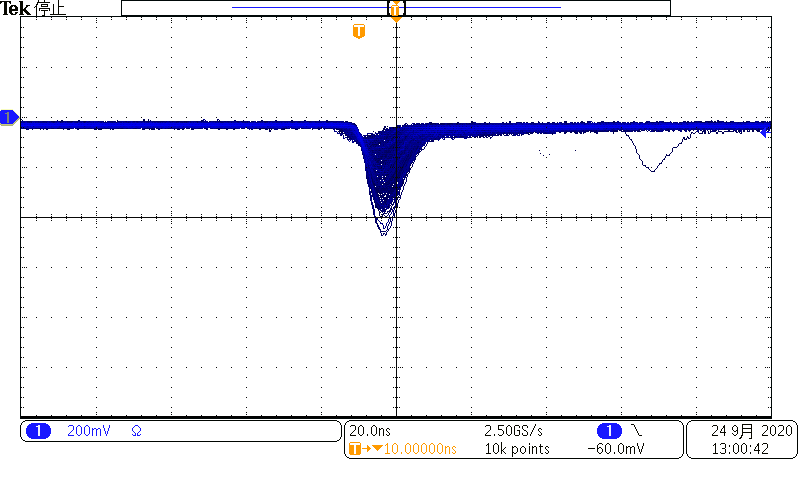 Tek 停止
T
T
1
1 200mV Ω
20.0ns 2.50GS/s 1
T→▼10.00000ns 10k points −60.0mV
24 9月 2020
13:00:42